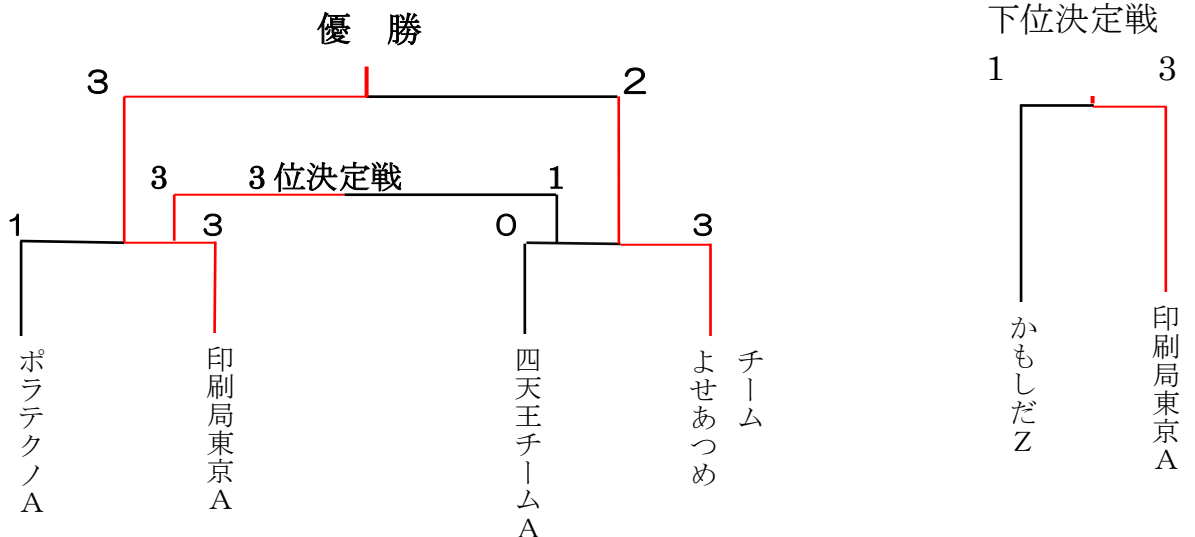 優 勝
3
2
3
3位決定戦
1
1
3
0
3
ポラテクノA
印刷局東京A
四天王チームA
チーム
よせあつめ
下位決定戦
1
3
かもしだZ
印刷局東京A